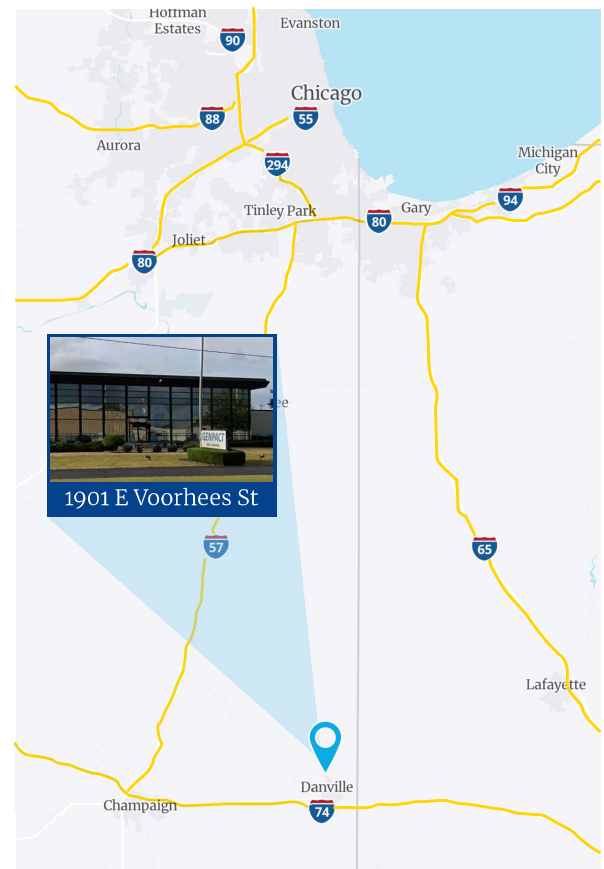 Hoffman
Estates
Evanston
90
Chicago
88
55
Aurora
294
Michigan
City
94
Tinley Park
Gary
80
Joliet
80
GENPACT
1901 E Voorhees St
57
65
Lafayette
Danville
Champaign
74